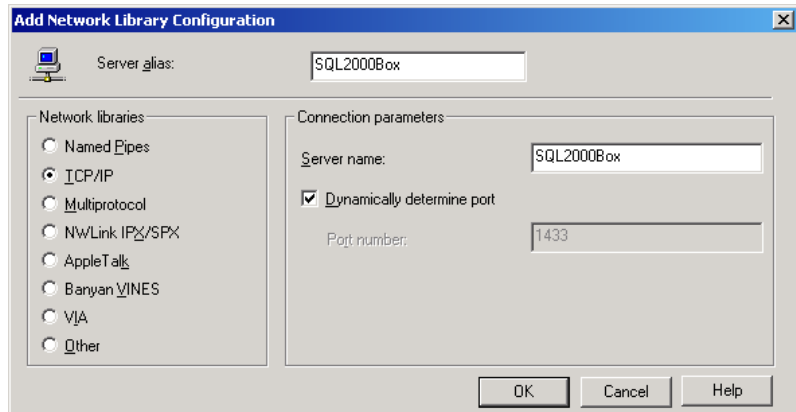 Add Network Library Configuration
Server alias:
SQL2000Box
Network libraries
Named Pipes
TCP/IP
Multiprotocol
NWLink IPX/SPX
AppleTalk
Banyan VINES
VIA
Other
Connection parameters
Server name:
SQL2000Box
Dynamically determine port
Port number:
1433
OK
Cancel
Help